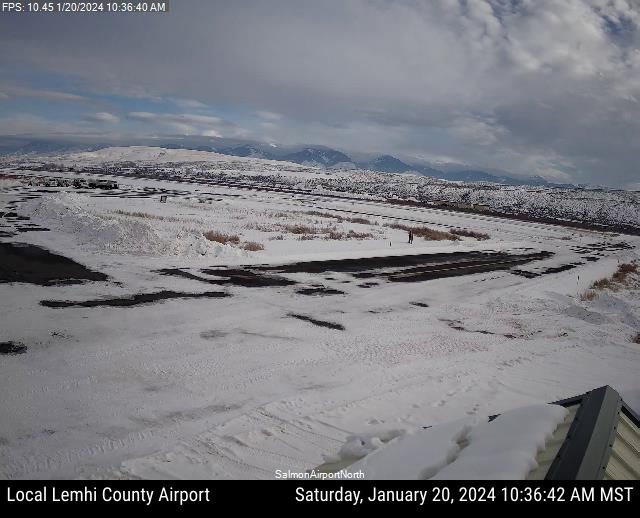 FPS: 10.45 1/20/2024 10:36:40 AM
SalmonAirportNorth
Local Lemhi County Airport Saturday, January 20, 2024 10:36:42 AM MST